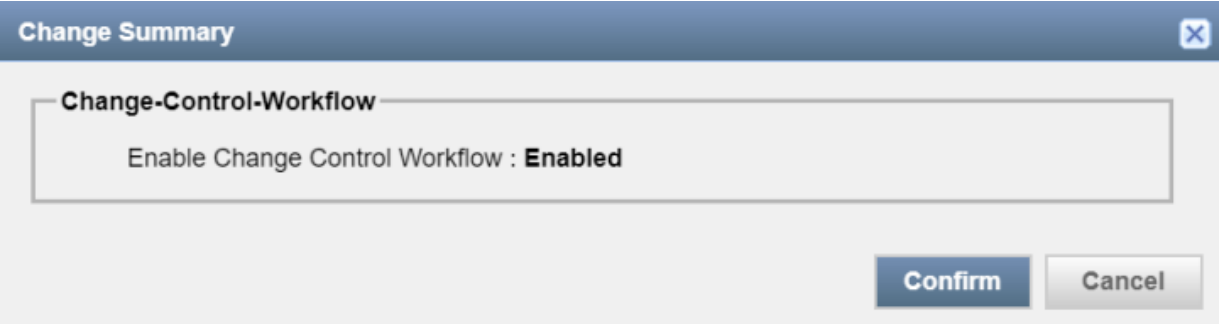 Change Summary
Change-Control-Workflow
Enable Change Control Workflow : Enabled
Confirm Cancel